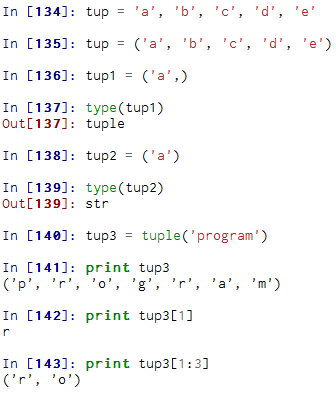 In [134]: tup = 'a', 'b', 'c', 'd', 'e'
In [135]: tup = ('a', 'b', 'c', 'd', 'e')
In [136]: tup1 = ('a',)
In [137]: type(tup1)
Out[137]: tuple
In [138]: tup2 = ('a')
In [139]: type(tup2)
Out[139]: str
In [140]: tup3 = tuple('program')
In [141]: print tup3
('p', 'r', 'o', 'g', 'r', 'a', 'm')
In [142]: print tup3[1]
r
In [143]: print tup3[1:3]
('r', 'o')